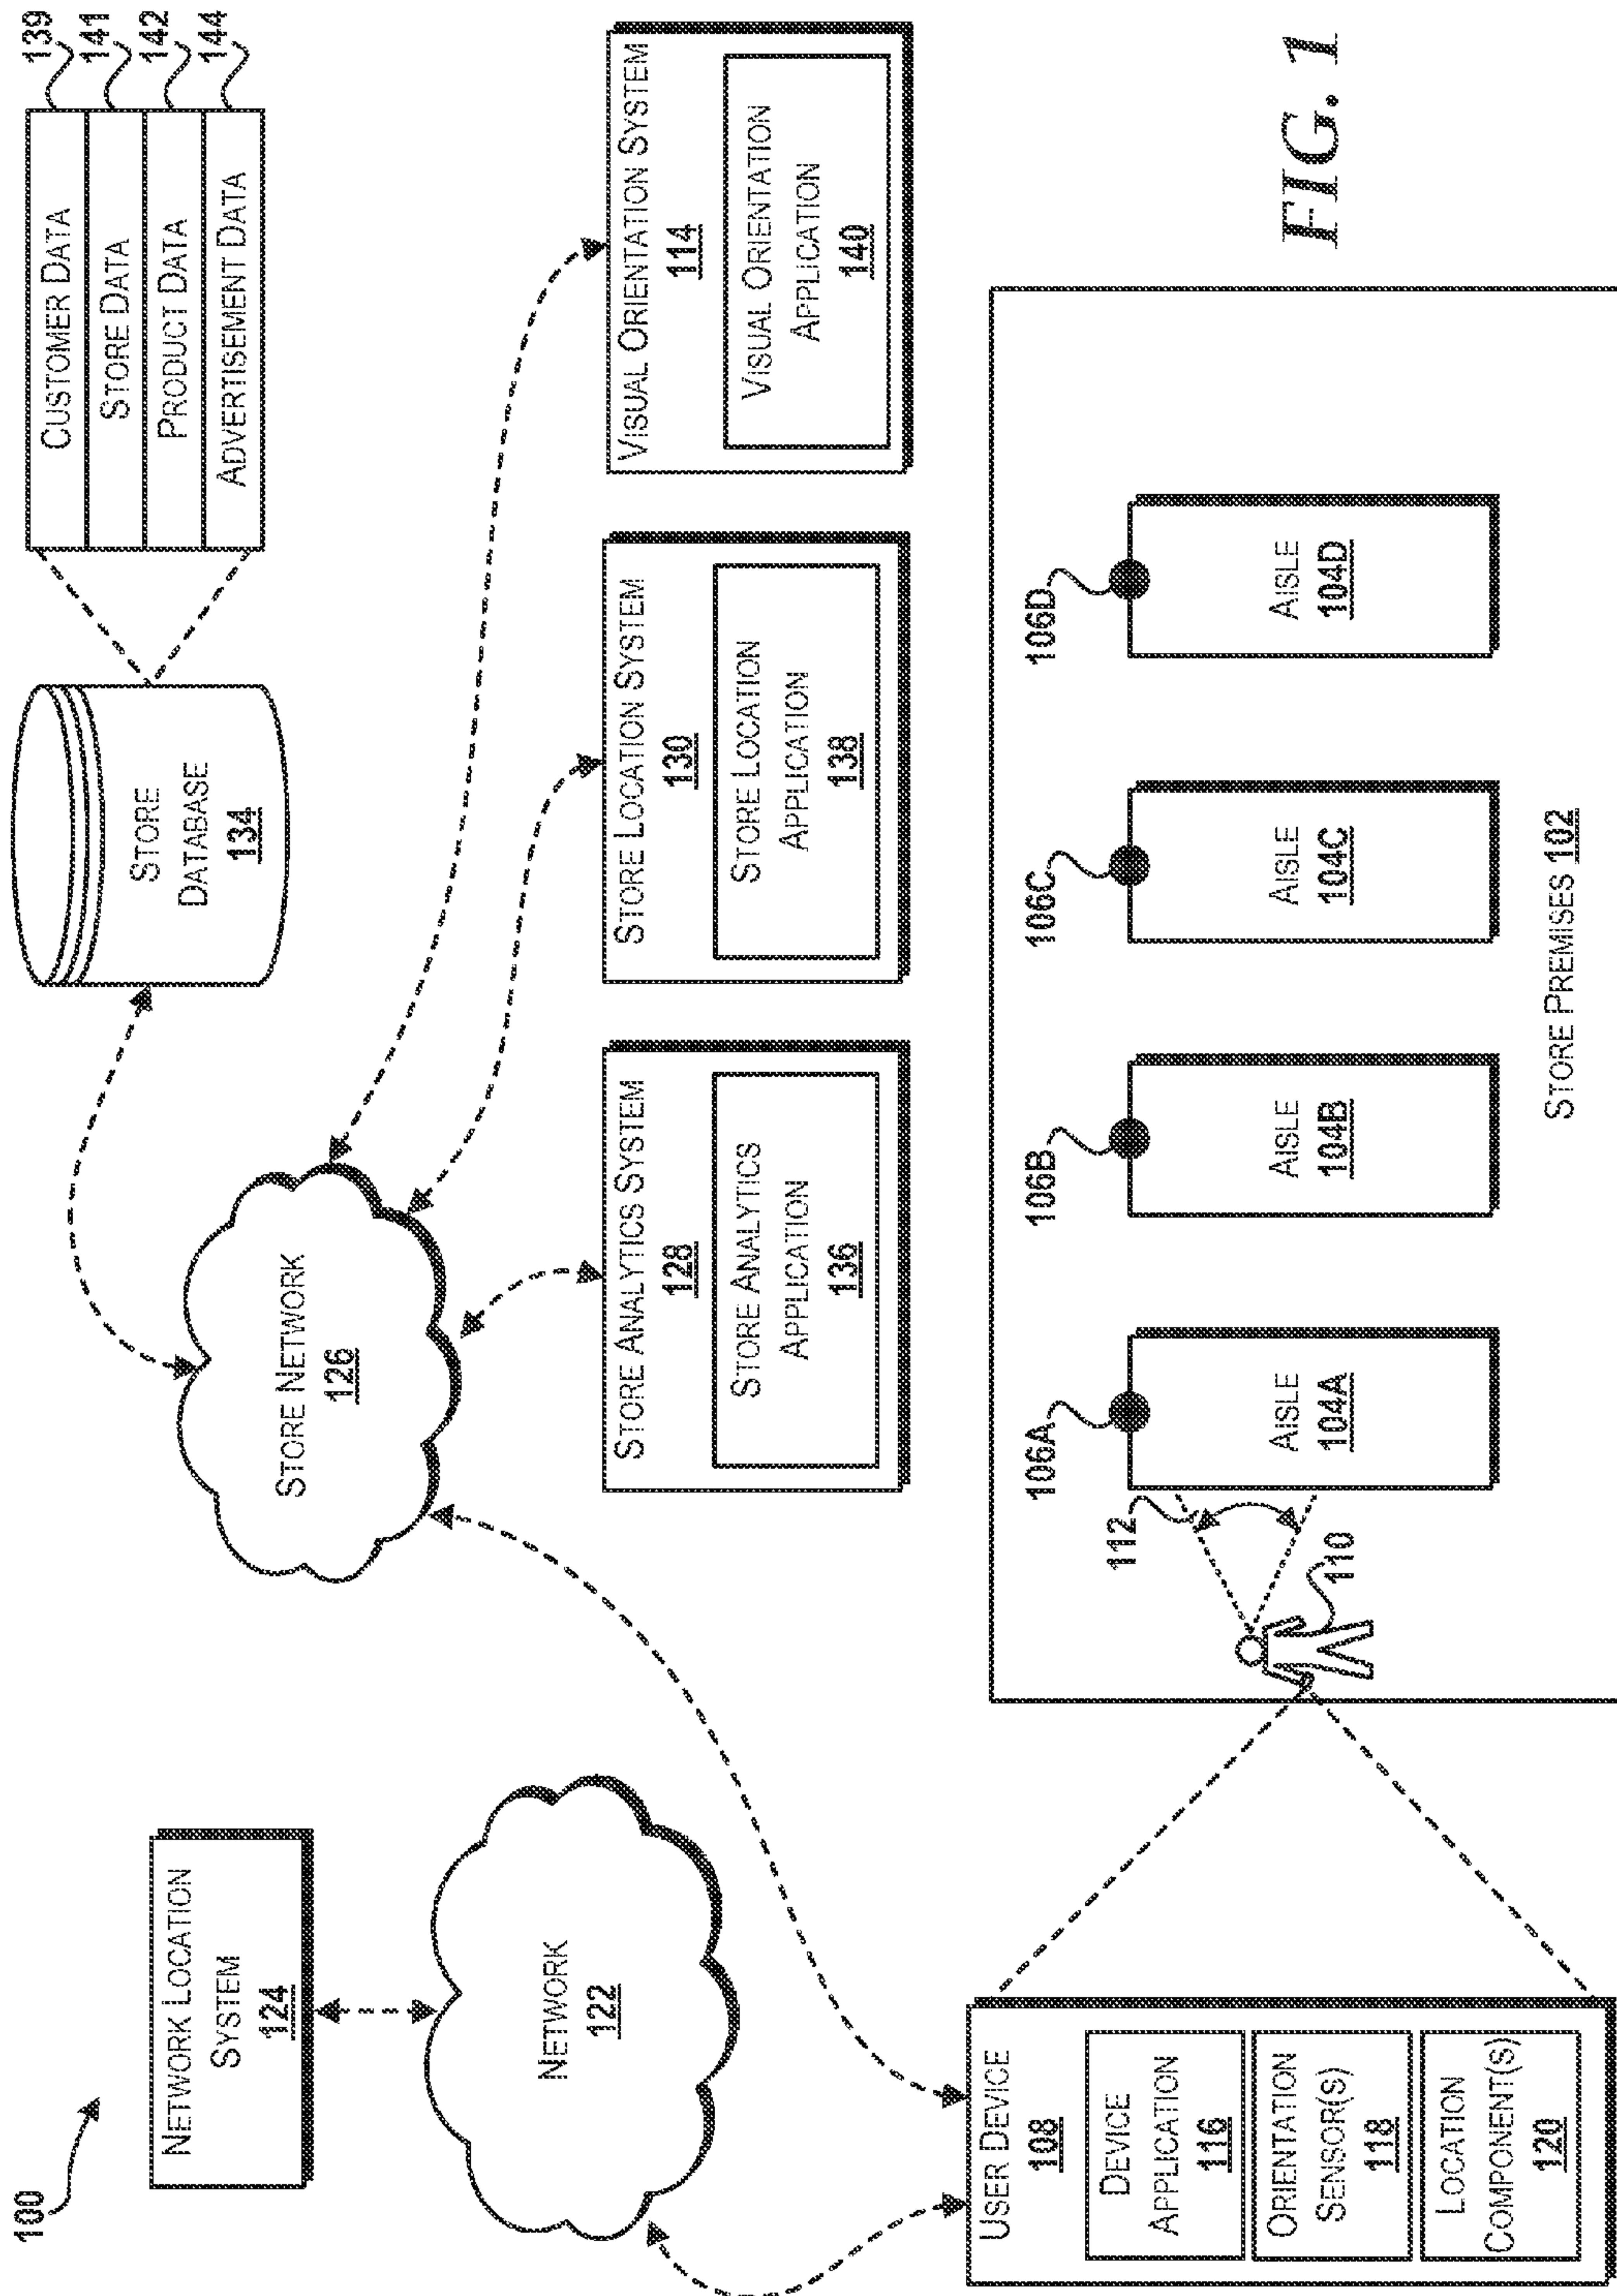 100
NETWORK LOCATION
SYSTEM
124
NETWORK
122
STORE NETWORK
126
STORE
DATABASE
134
CUSTOMER DATA
139
STORE DATA
141
PRODUCT DATA
142
ADVERTISEMENT DATA
144
STORE ANALYTICS SYSTEM
128
STORE ANALYTICS
APPLICATION
136
STORE LOCATION SYSTEM
130
STORE LOCATION
APPLICATION
138
VISUAL ORIENTATION SYSTEM
114
VISUAL ORIENTATION
APPLICATION
140
USER DEVICE
108
DEVICE
APPLICATION
116
ORIENTATION
SENSOR(S)
118
LOCATION
COMPONENT(S)
120
112
110
106A
106B
106C
106D
AISLE
104A
AISLE
104B
AISLE
104C
AISLE
104D
STORE PREMISES 102
FIG. 1